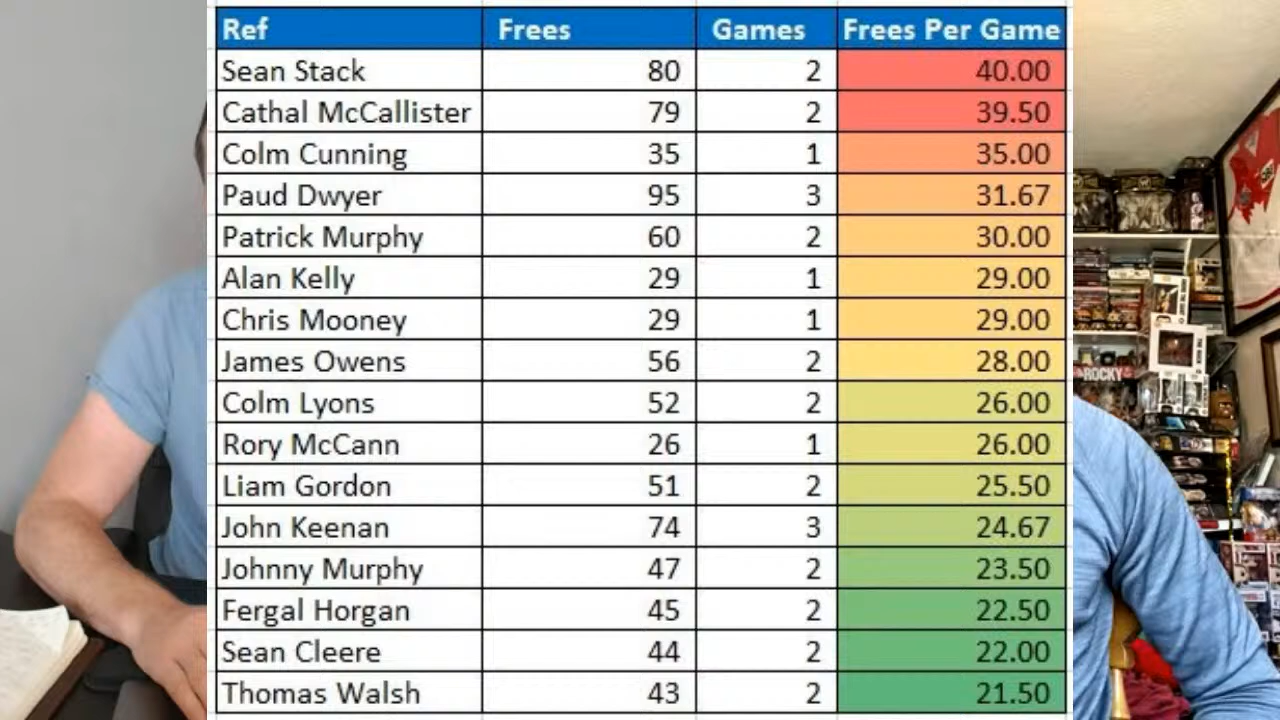 Ref Frees Games Frees Per Game
Sean Stack 80 2 40.00
Cathal McCallister 79 2 39.50
Colm Cunning 35 1 35.00
Paud Dwyer 95 3 31.67
Patrick Murphy 60 2 30.00
Alan Kelly 29 1 29.00
Chris Mooney 29 1 29.00
James Owens 56 2 28.00
Colm Lyons 52 2 26.00
Rory McCann 26 1 26.00
Liam Gordon 51 2 25.50
John Keenan 74 3 24.67
Johnny Murphy 47 2 23.50
Fergal Horgan 45 2 22.50
Sean Cleere 44 2 22.00
Thomas Walsh 43 2 21.50
ROCKY